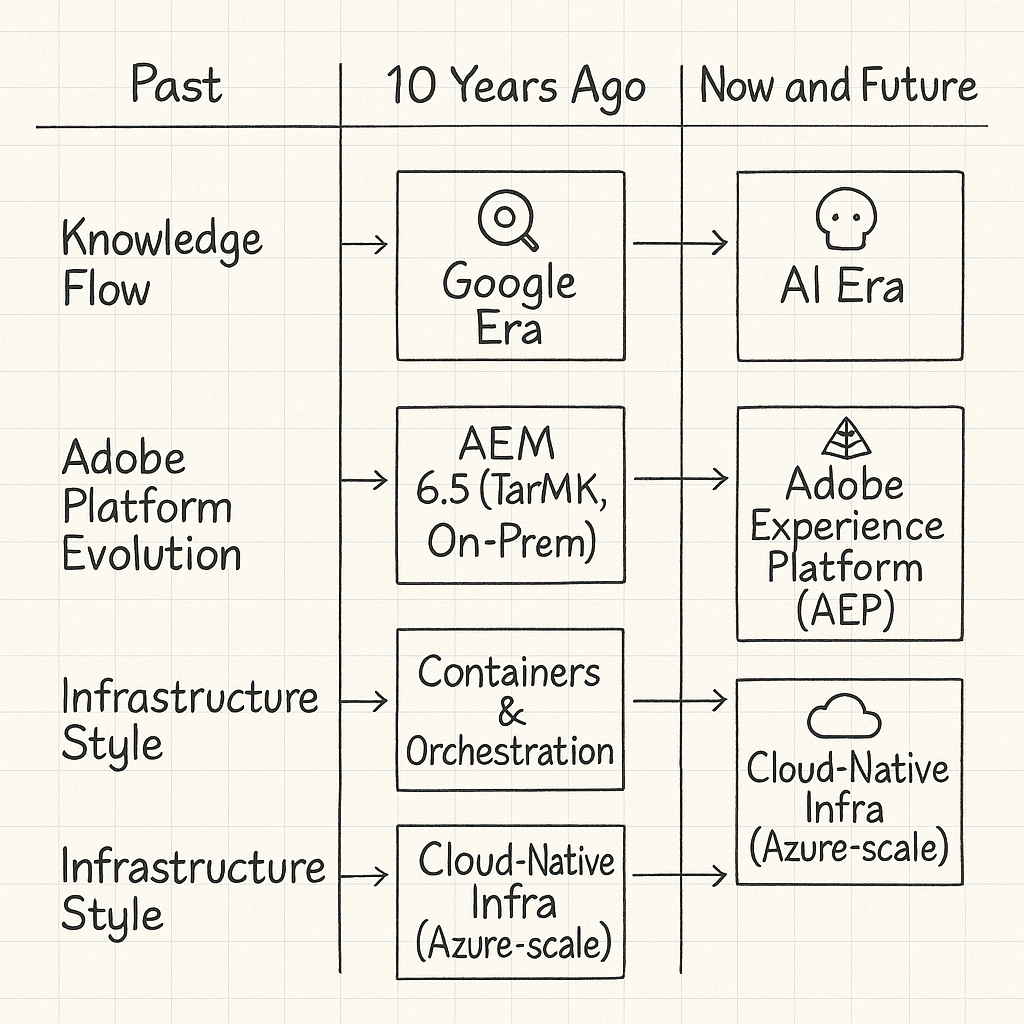 Past
10 Years Ago
Now and Future
Knowledge
Flow
Google
Era
AI Era
Adobe
Platform
Evolution
AEM
6.5 (TarMK,
On-Prem)
Adobe
Experience
Platform
(AEP)
Infrastructure
Style
Containers
&
Orchestration
Cloud-Native
Infra
(Azure-scale)
Infrastructure
Style
Cloud-Native
Infra
(Azure-scale)